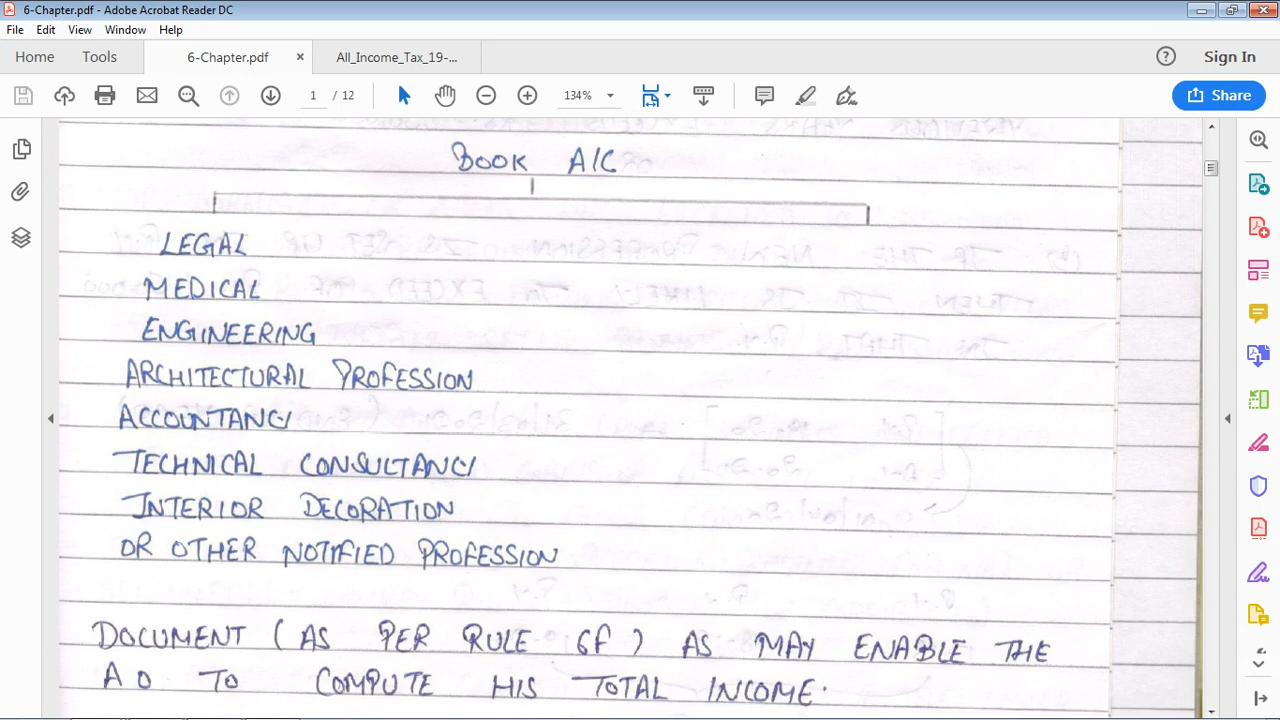 6-Chapter.pdf - Adobe Acrobat Reader DC
File Edit View Window Help
Home Tools 6-Chapter.pdf × All_Income_Tax_19-... Sign In
1 / 12 134% Share
BOOK A/C
LEGAL
MEDICAL
ENGINEERING
ARCHITECTURAL PROFESSION
ACCOUNTANCY
TECHNICAL CONSULTANCY
INTERIOR DECORATION
OR OTHER NOTIFIED PROFESSION
DOCUMENT (AS PER RULE 6F) AS MAY ENABLE THE
AO TO COMPUTE HIS TOTAL INCOME.